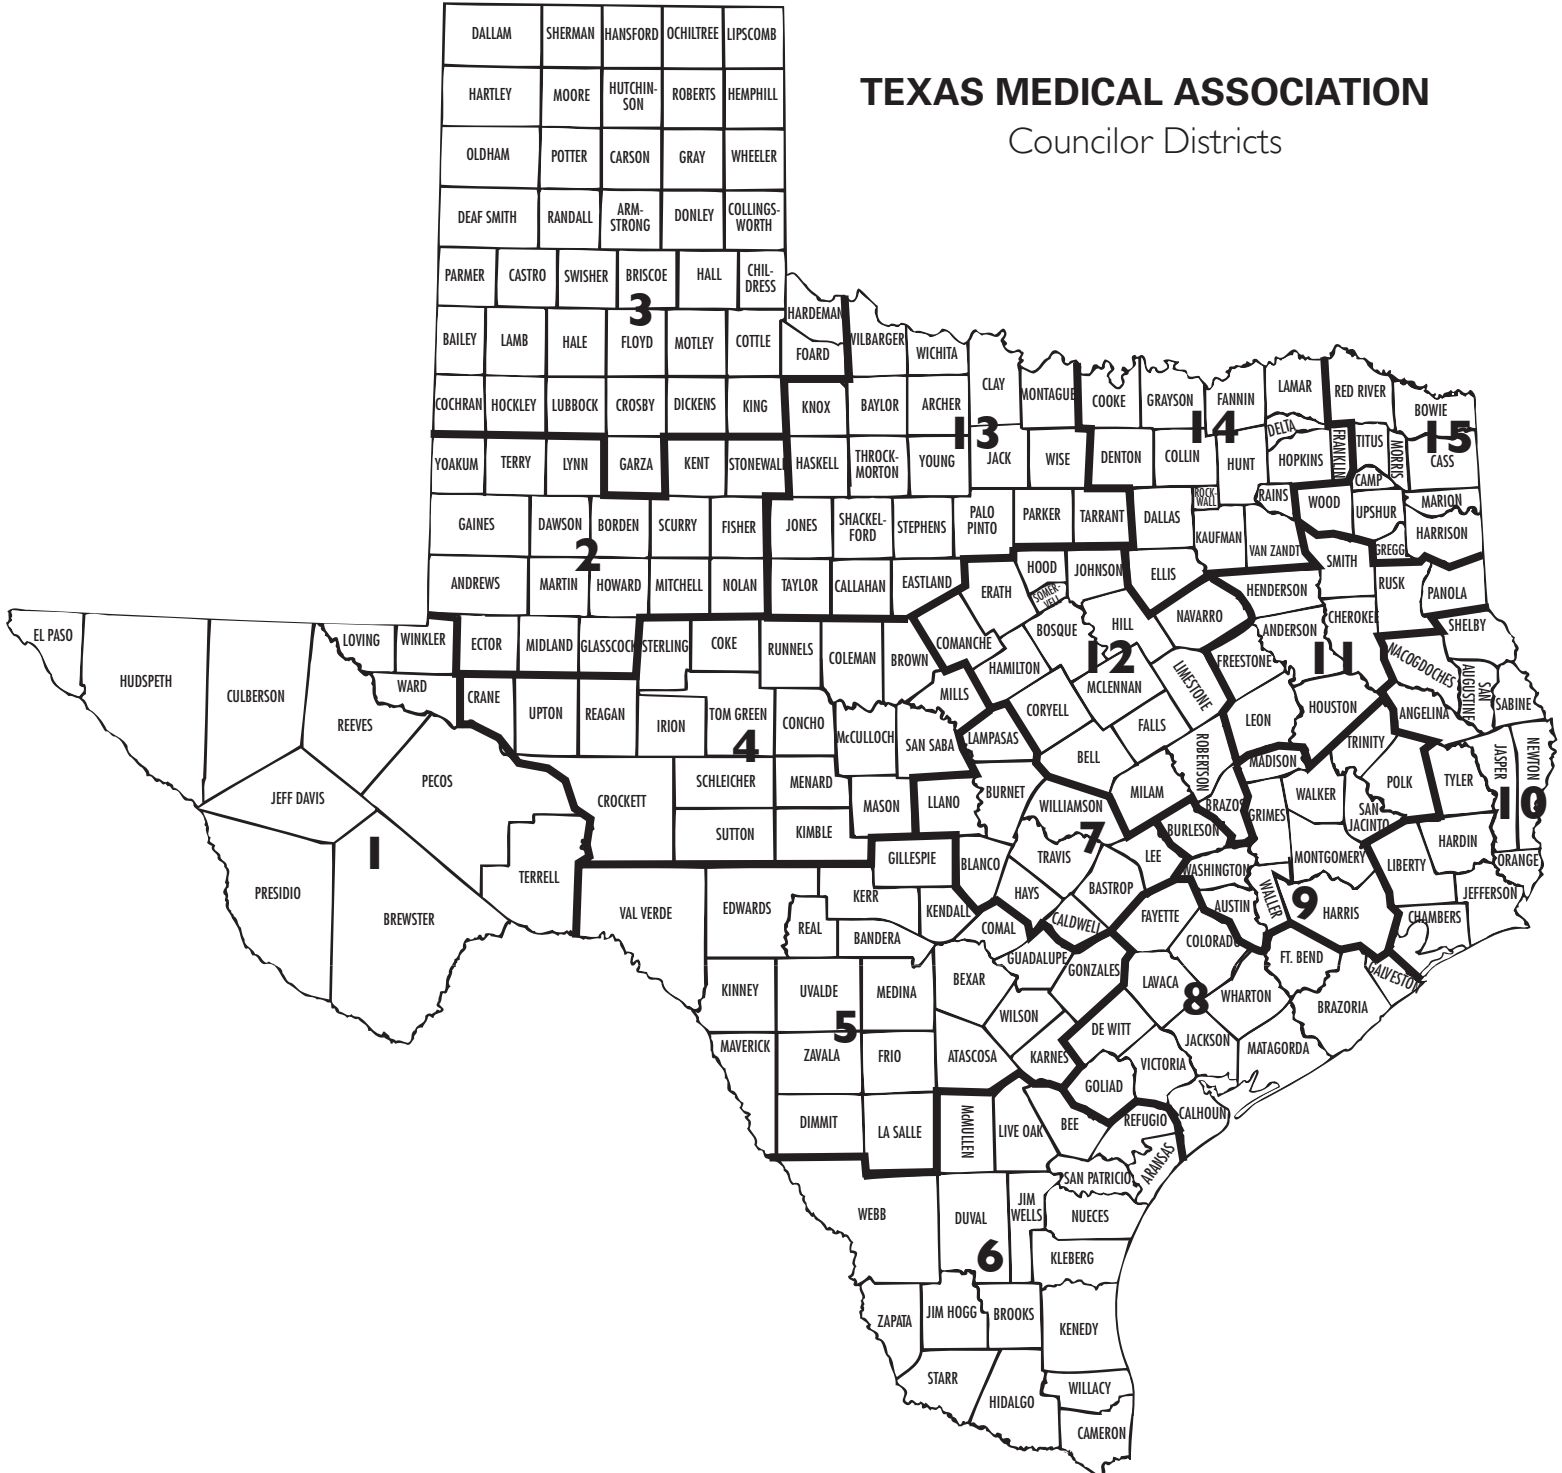 TEXAS MEDICAL ASSOCIATION
Councilor Districts
DALLAM
SHERMAN
HANSFORD
OCHILTREE
LIPSCOMB
HARTLEY
MOORE
HUTCHIN-
SON
ROBERTS
HEMPHILL
OLDHAM
POTTER
CARSON
GRAY
WHEELER
DEAF SMITH
RANDALL
ARM-
STRONG
DONLEY
COLLINGS-
WORTH
PARMER
CASTRO
SWISHER
BRISCOE
HALL
CHIL-
DRESS
3
HARDEMAN
BAILEY
LAMB
HALE
FLOYD
MOTLEY
COTTLE
FOARD
WILBARGER
WICHITA
COCHRAN
HOCKLEY
LUBBOCK
CROSBY
DICKENS
KING
KNOX
BAYLOR
ARCHER
CLAY
MONTAGUE
COOKE
GRAYSON
FANNIN
LAMAR
RED RIVER
BOWIE
13
14
15
YOAKUM
TERRY
LYNN
GARZA
KENT
STONEWALL
HASKELL
THROCK-
MORTON
YOUNG
JACK
WISE
DENTON
COLLIN
HUNT
DELTA
HOPKINS
FRANKLIN
TITUS
MORRIS
CASS
CAMP
GAINES
DAWSON
BORDEN
SCURRY
FISHER
JONES
SHACKEL-
FORD
STEPHENS
PALO
PINTO
PARKER
TARRANT
DALLAS
ROCK-
WALL
RAINS
WOOD
UPSHUR
MARION
KAUFMAN
VAN ZANDT
GREGG
HARRISON
2
ANDREWS
MARTIN
HOWARD
MITCHELL
NOLAN
TAYLOR
CALLAHAN
EASTLAND
ERATH
HOOD
SOMER-
VELL
JOHNSON
ELLIS
HENDERSON
SMITH
RUSK
PANOLA
EL PASO
LOVING
WINKLER
ECTOR
MIDLAND
GLASSCOCK
STERLING
COKE
RUNNELS
COLEMAN
BROWN
COMANCHE
BOSQUE
HILL
NAVARRO
ANDERSON
CHEROKEE
SHELBY
12
11
HUDSPETH
CULBERSON
REEVES
WARD
CRANE
UPTON
REAGAN
IRION
TOM GREEN
CONCHO
McCULLOCH
MILLS
HAMILTON
MCLENNAN
LIMESTONE
FREESTONE
NACOGDOCHES
SAN
AUGUSTINE
SABINE
SAN SABA
LAMPASAS
CORYELL
FALLS
LEON
HOUSTON
ANGELINA
4
JEFF DAVIS
PECOS
CROCKETT
SCHLEICHER
MENARD
MASON
LLANO
BURNET
BELL
MILAM
ROBERTSON
MADISON
TRINITY
POLK
TYLER
JASPER
NEWTON
10
1
SUTTON
KIMBLE
GILLESPIE
BLANCO
WILLIAMSON
7
TRAVIS
LEE
BURLESON
BRAZOS
GRIMES
WALKER
SAN
JACINTO
HARDIN
ORANGE
PRESIDIO
BREWSTER
TERRELL
VAL VERDE
EDWARDS
KERR
REAL
BANDERA
KENDALL
HAYS
BASTROP
CALDWELL
COMAL
FAYETTE
WASHINGTON
AUSTIN
WALLER
MONTGOMERY
9
HARRIS
LIBERTY
JEFFERSON
CHAMBERS
KINNEY
UVALDE
MEDINA
BEXAR
GUADALUPE
GONZALES
LAVACA
COLORADO
FT. BEND
GALVESTON
WILSON
8
WHARTON
BRAZORIA
5
MAVERICK
ZAVALA
FRIO
ATASCOSA
KARNES
DE WITT
JACKSON
MATAGORDA
VICTORIA
GOLIAD
DIMMIT
LA SALLE
McMULLEN
LIVE OAK
BEE
REFUGIO
CALHOUN
SAN PATRICIO
ARANSAS
WEBB
DUVAL
JIM
WELLS
NUECES
6
KLEBERG
ZAPATA
JIM HOGG
BROOKS
KENEDY
STARR
HIDALGO
WILLACY
CAMERON